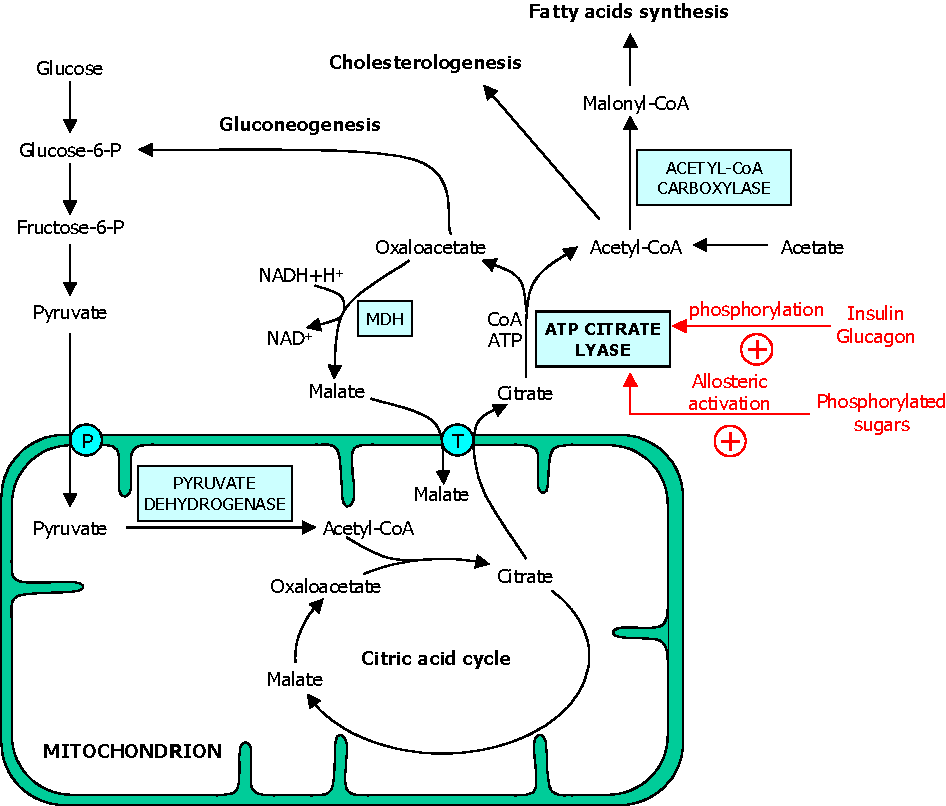 Fatty acids synthesis
Cholesterologenesis
Glucose
Malonyl-CoA
Gluconeogenesis
Glucose-6-P
ACETYL-CoA
CARBOXYLASE
Fructose-6-P
Oxaloacetate
Acetyl-CoA
Acetate
NADH+H⁺
Pyruvate
MDH
NAD⁺
CoA
ATP
ATP CITRATE
LYASE
phosphorylation
Insulin
Glucagon
+
Malate
Citrate
Allosteric
activation
Phosphorylated
sugars
+
P
T
PYRUVATE
DEHYDROGENASE
Malate
Pyruvate
Acetyl-CoA
Oxaloacetate
Citrate
Citric acid cycle
Malate
MITOCHONDRION